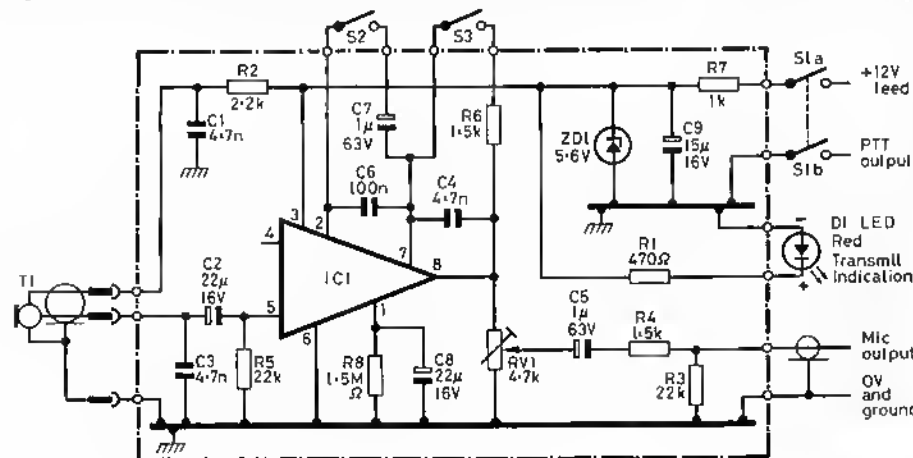 S2
S3
R2
2·2k
C1
4·7n
C7
1μ
63V
R6
1·5k
R7
1k
S1a
+12V
feed
ZD1
5·6V
C9
15μ
16V
PTT
output
S1b
C6
100n
C4
4·7n
3
2
4
7
8
IC1
5
6
1
R1
470Ω
D1 LED
Red
Transmit
Indication
-
+
T1
C2
22μ
16V
C3
4·7n
R5
22k
R8
1·5M
Ω
C8
22μ
16V
RV1
4·7k
C5
1μ
63V
R4
1·5k
R3
22k
Mic
output
0V
and
ground